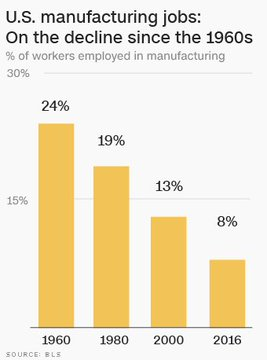 U.S. manufacturing jobs:
On the decline since the 1960s
% of workers employed in manufacturing
30%
24%
19%
13%
15%
8%
1960 1980 2000 2016
SOURCE: BLS